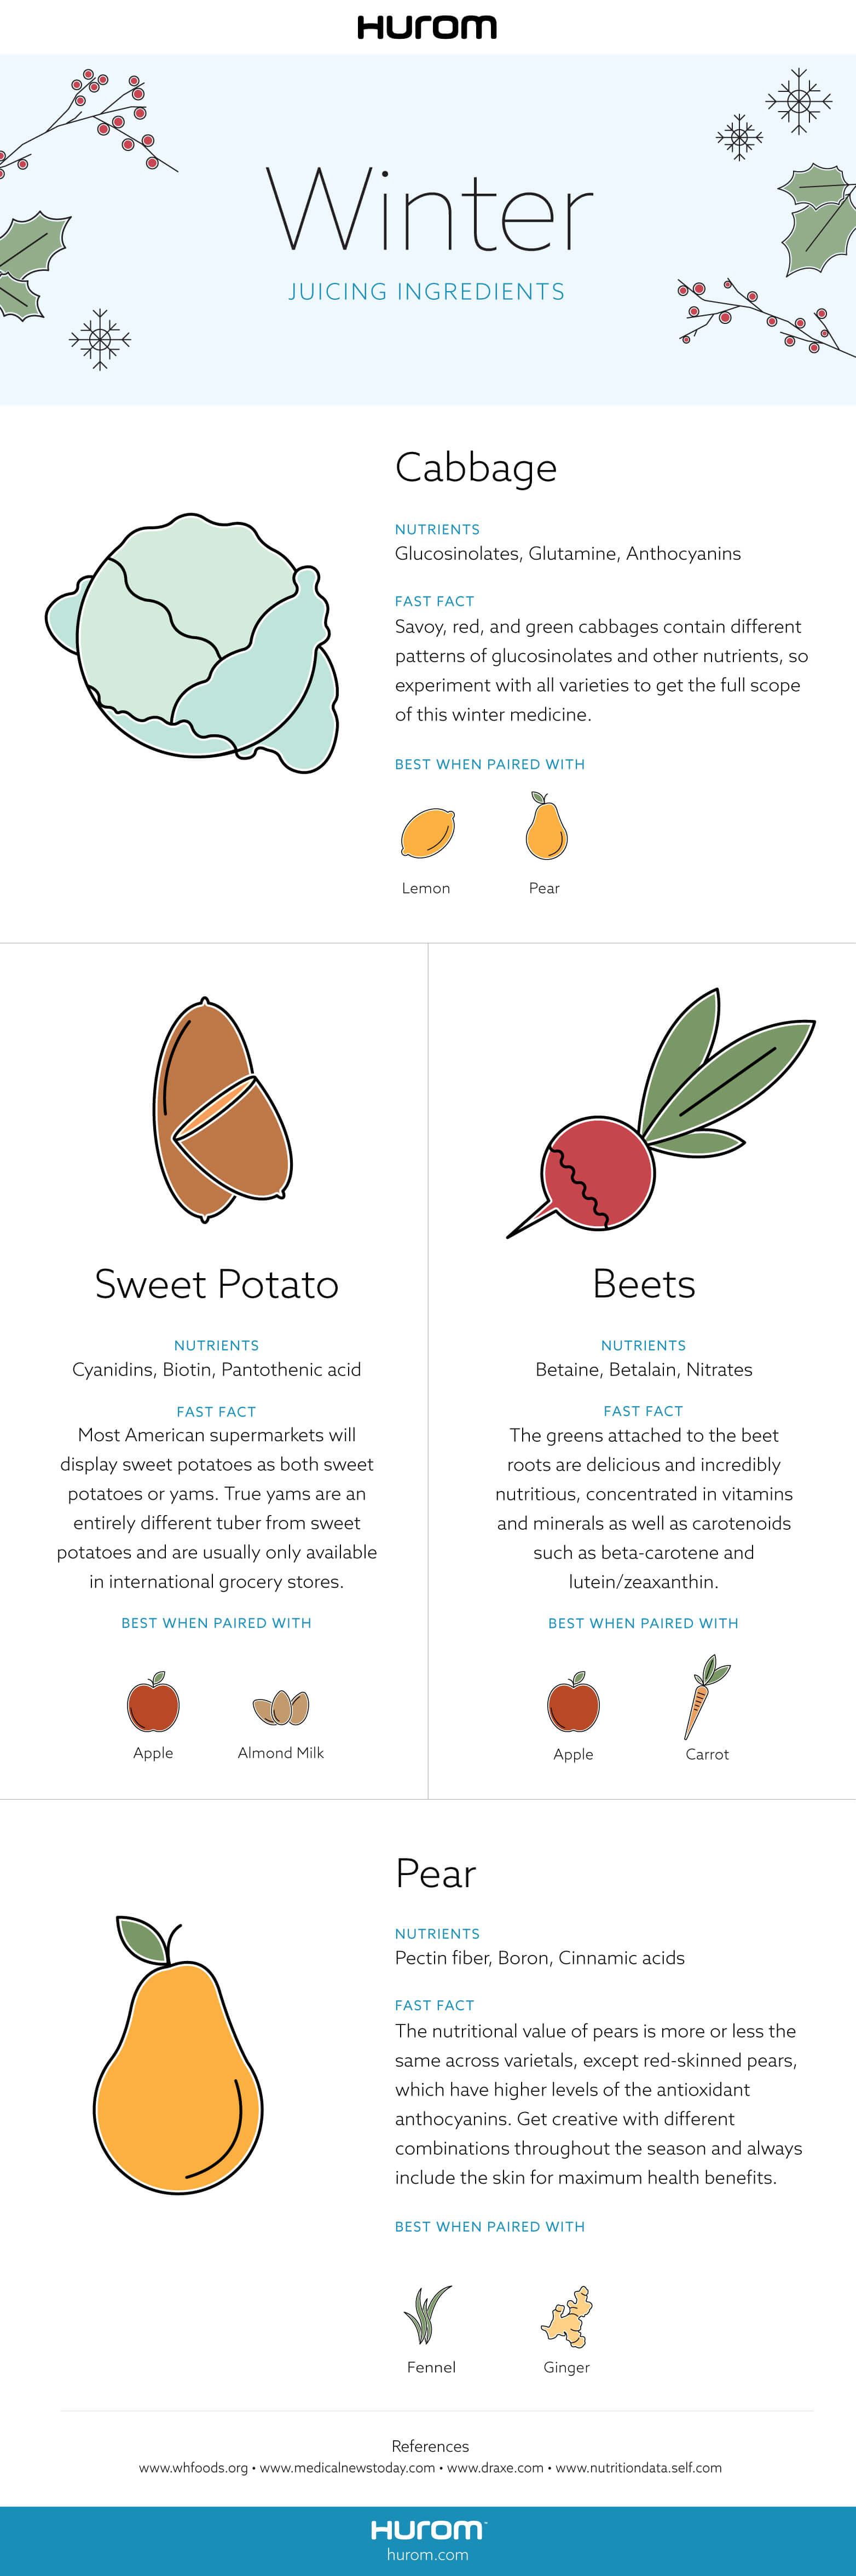 HUROM
Winter
JUICING INGREDIENTS
Cabbage
NUTRIENTS
Glucosinolates, Glutamine, Anthocyanins
FAST FACT
Savoy, red, and green cabbages contain different
patterns of glucosinolates and other nutrients, so
experiment with all varieties to get the full scope
of this winter medicine.
BEST WHEN PAIRED WITH
Lemon
Pear
Sweet Potato
NUTRIENTS
Cyanidins, Biotin, Pantothenic acid
FAST FACT
Most American supermarkets will
display sweet potatoes as both sweet
potatoes or yams. True yams are an
entirely different tuber from sweet
potatoes and are usually only available
in international grocery stores.
BEST WHEN PAIRED WITH
Apple
Almond Milk
Beets
NUTRIENTS
Betaine, Betalain, Nitrates
FAST FACT
The greens attached to the beet
roots are delicious and incredibly
nutritious, concentrated in vitamins
and minerals as well as carotenoids
such as beta-carotene and
lutein/zeaxanthin.
BEST WHEN PAIRED WITH
Apple
Carrot
Pear
NUTRIENTS
Pectin fiber, Boron, Cinnamic acids
FAST FACT
The nutritional value of pears is more or less the
same across varietals, except red-skinned pears,
which have higher levels of the antioxidant
anthocyanins. Get creative with different
combinations throughout the season and always
include the skin for maximum health benefits.
BEST WHEN PAIRED WITH
Fennel
Ginger
References
www.whfoods.org • www.medicalnewstoday.com • www.draxe.com • www.nutritiondata.self.com
HUROM
hurom.com